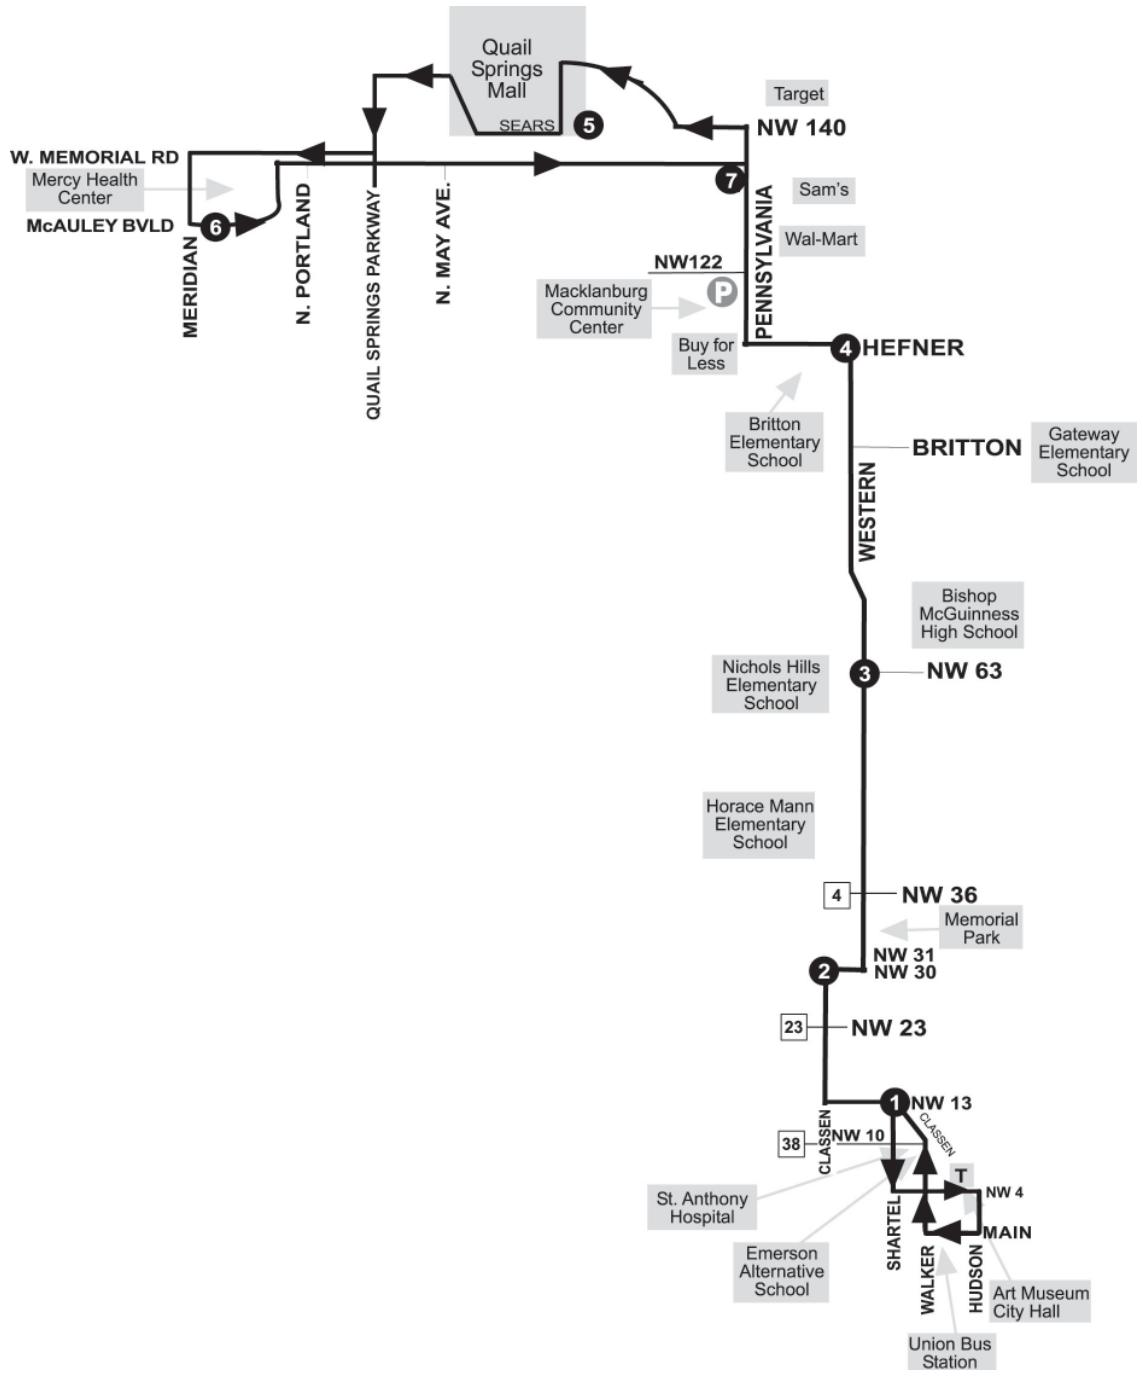 Quail
Springs
Mall
SEARS
5
Target
NW 140
W. MEMORIAL RD
Mercy Health
Center
McAULEY BVLD
6
MERIDIAN
N. PORTLAND
QUAIL SPRINGS PARKWAY
N. MAY AVE.
7
Sam's
PENNSYLVANIA
Wal-Mart
NW122
P
Macklanburg
Community
Center
Buy for
Less
4
HEFNER
Britton
Elementary
School
BRITTON
Gateway
Elementary
School
WESTERN
Bishop
McGuinness
High School
Nichols Hills
Elementary
School
3
NW 63
Horace Mann
Elementary
School
4
NW 36
Memorial
Park
NW 31
NW 30
2
23
NW 23
1
NW 13
CLASSEN
CLASSEN
38
NW 10
T
NW 4
St. Anthony
Hospital
SHARTEL
MAIN
Emerson
Alternative
School
WALKER
HUDSON
Art Museum
City Hall
Union Bus
Station